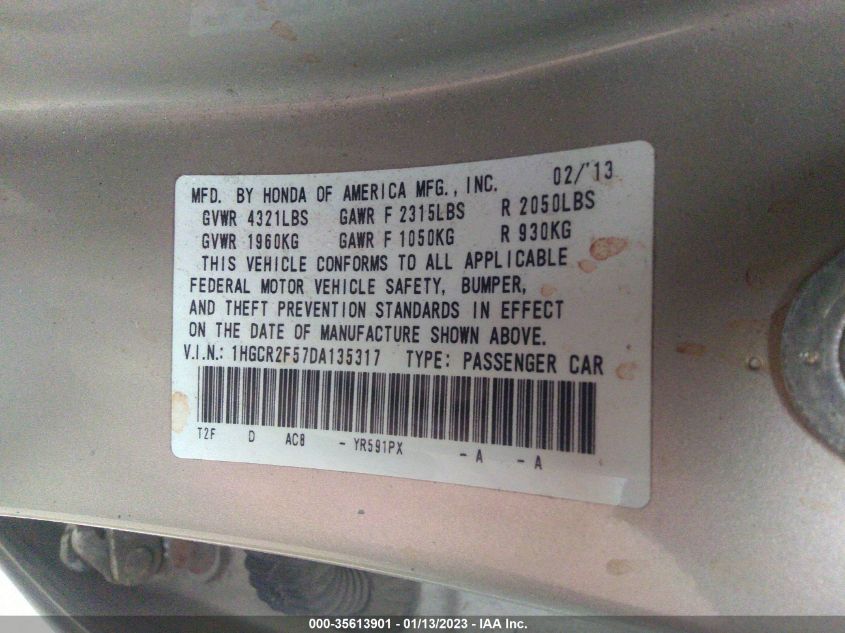 MFD. BY HONDA OF AMERICA MFG., INC. 02/'13
GVWR 4321LBS GAWR F 2315LBS R 2050LBS
GVWR 1960KG GAWR F 1050KG R 930KG
THIS VEHICLE CONFORMS TO ALL APPLICABLE
FEDERAL MOTOR VEHICLE SAFETY, BUMPER,
AND THEFT PREVENTION STANDARDS IN EFFECT
ON THE DATE OF MANUFACTURE SHOWN ABOVE.
V.I.N.: 1HGCR2F57DA135317 TYPE: PASSENGER CAR
T2F D AC8 - YR591PX - A - A
000-35613901 - 01/13/2023 - IAA Inc.